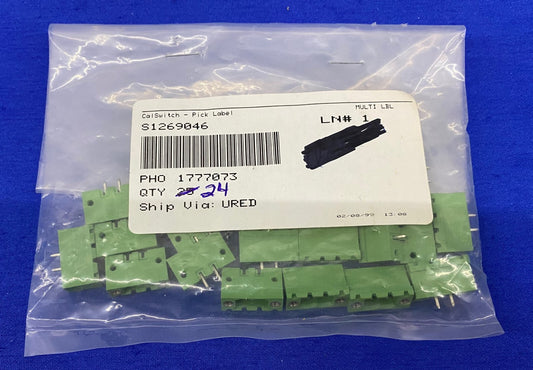 CalSwitch - Pick Label
MULTI LBL
S1269046
LN# 1
PHO 1777073
QTY 25 24
Ship Via: URED
02/08/99 13:08